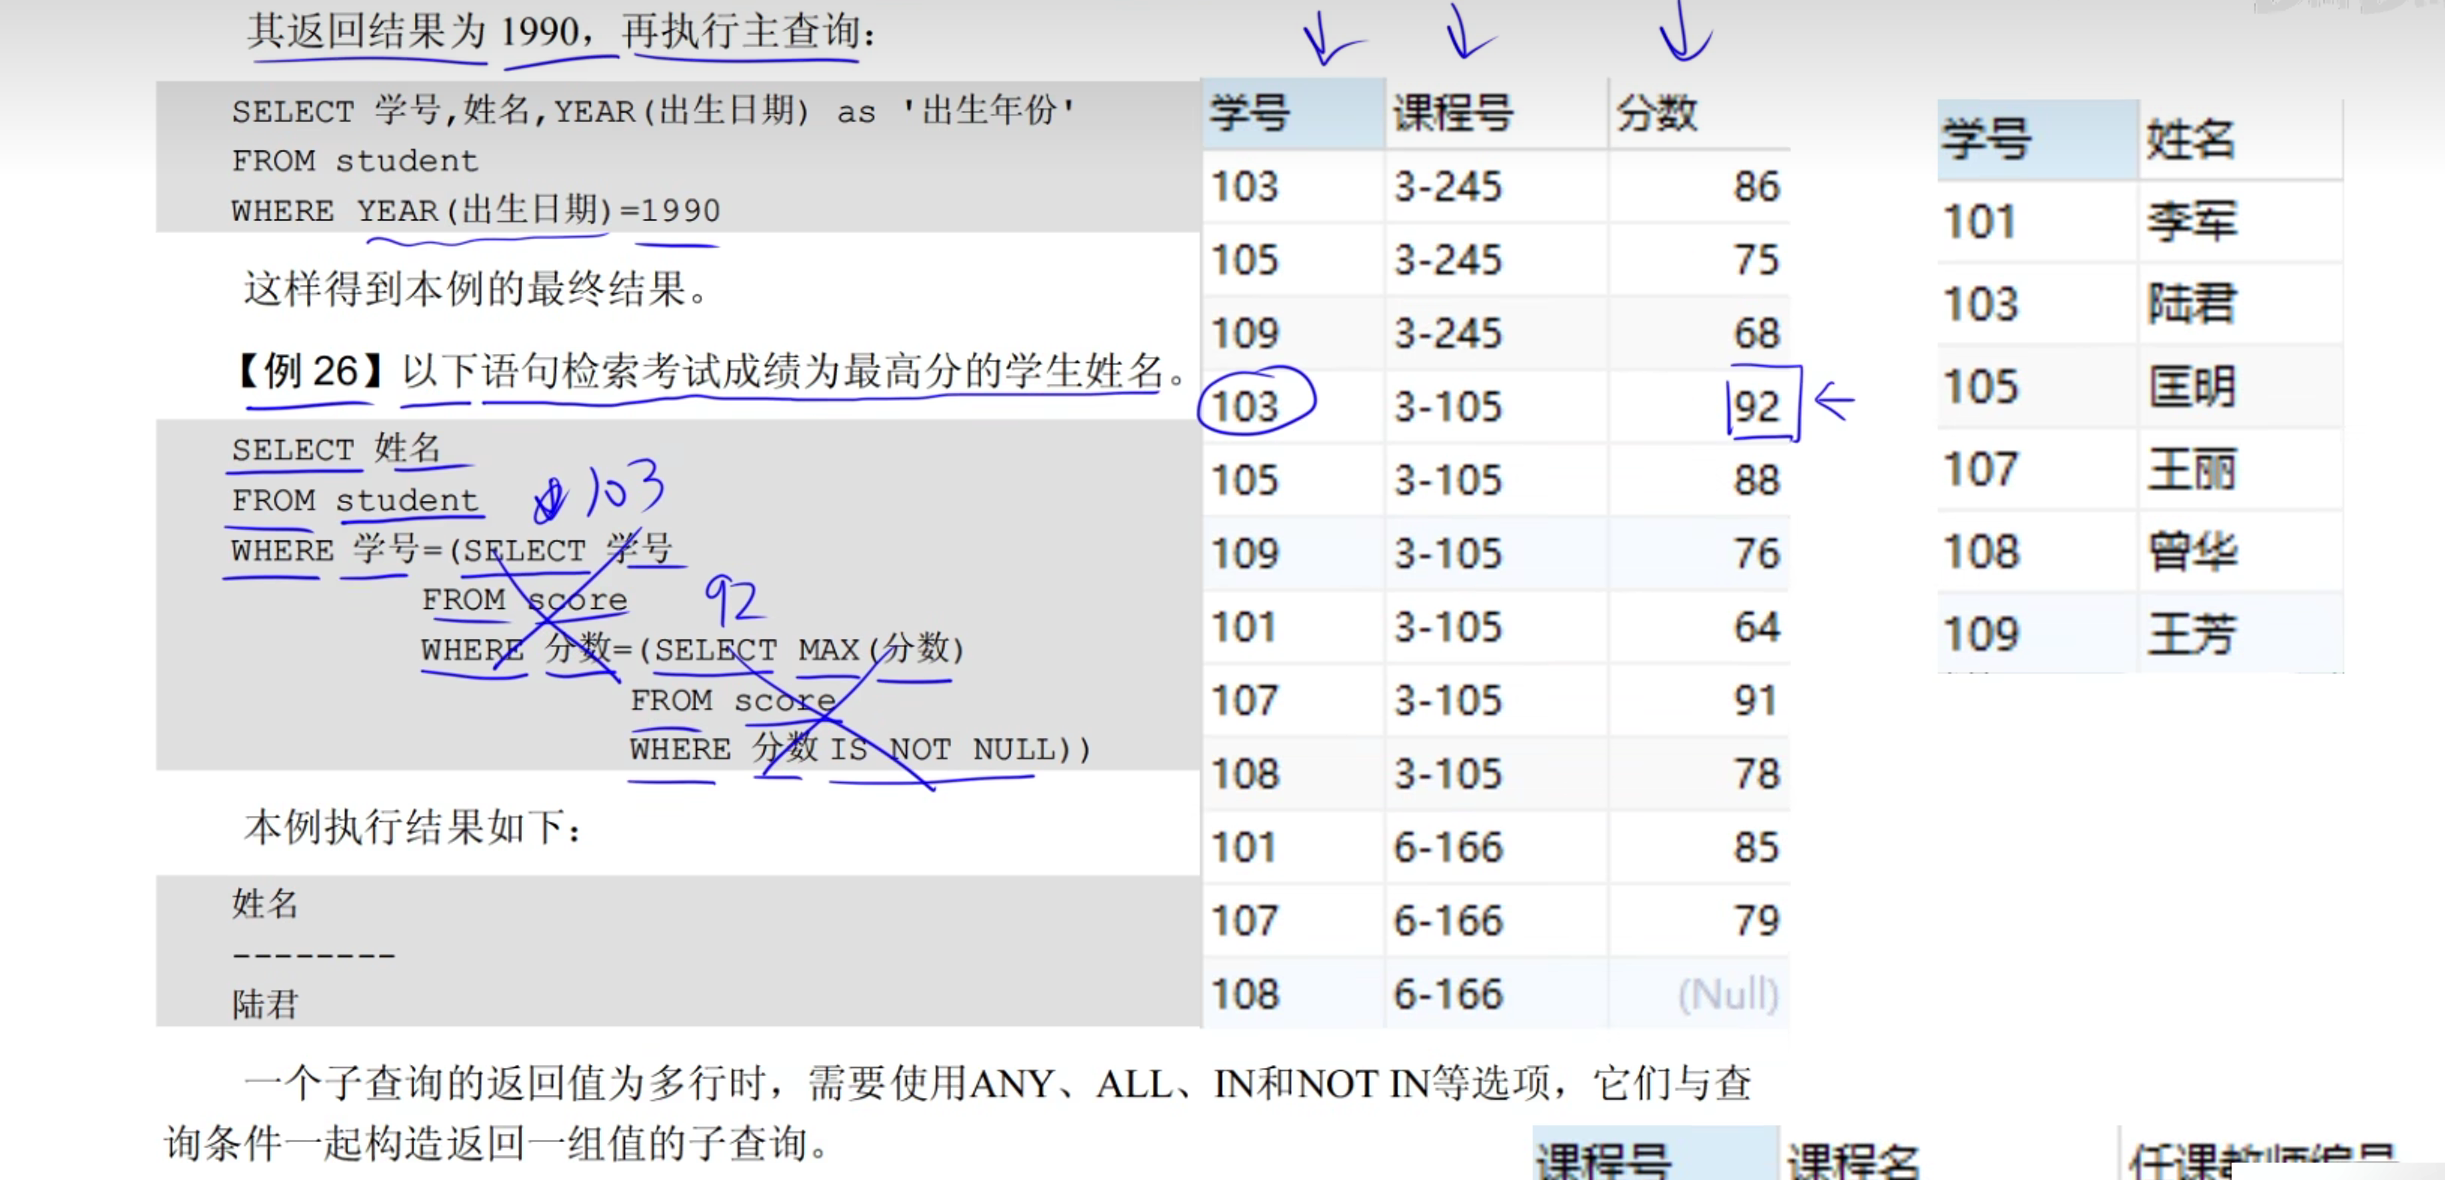 其返回结果为 1990，再执行主查询：
SELECT 学号,姓名,YEAR(出生日期) as '出生年份'
FROM student
WHERE YEAR(出生日期)=1990
这样得到本例的最终结果。
【例 26】以下语句检索考试成绩为最高分的学生姓名。
SELECT 姓名
FROM student
103
WHERE 学号=(SELECT 学号
FROM score
92
WHERE 分数=(SELECT MAX(分数)
FROM score
WHERE 分数 IS NOT NULL))
本例执行结果如下：
姓名
--------
陆君
学号 课程号 分数
103 3-245 86
105 3-245 75
109 3-245 68
103 3-105 92
105 3-105 88
109 3-105 76
101 3-105 64
107 3-105 91
108 3-105 78
101 6-166 85
107 6-166 79
108 6-166 (Null)
学号 姓名
101 李军
103 陆君
105 匡明
107 王丽
108 曾华
109 王芳
一个子查询的返回值为多行时，需要使用ANY、ALL、IN和NOT IN等选项，它们与查
询条件一起构造返回一组值的子查询。
课程号 课程名 任课教师编号